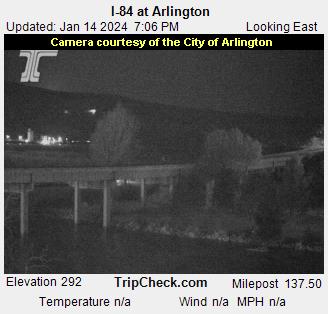 I-84 at Arlington
Updated: Jan 14 2024 7:06 PM Looking East
Camera courtesy of the City of Arlington
Elevation 292 TripCheck.com Milepost 137.50
Temperature n/a Wind n/a MPH n/a